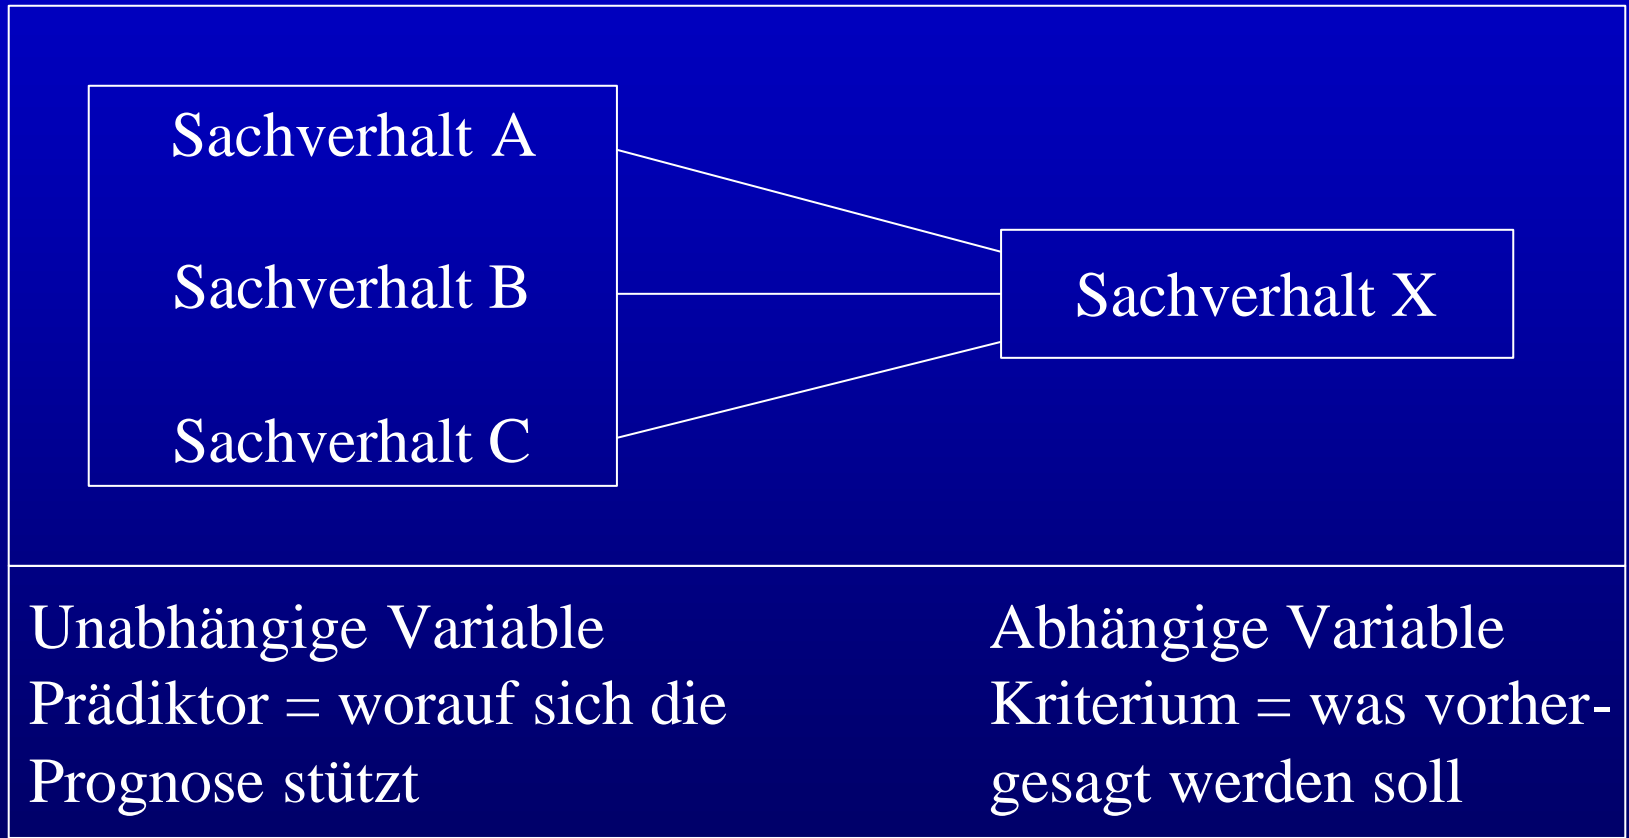 Sachverhalt A
Sachverhalt B
Sachverhalt C
Sachverhalt X
Unabhängige Variable
Prädiktor = worauf sich die
Prognose stützt
Abhängige Variable
Kriterium = was vorher-
gesagt werden soll